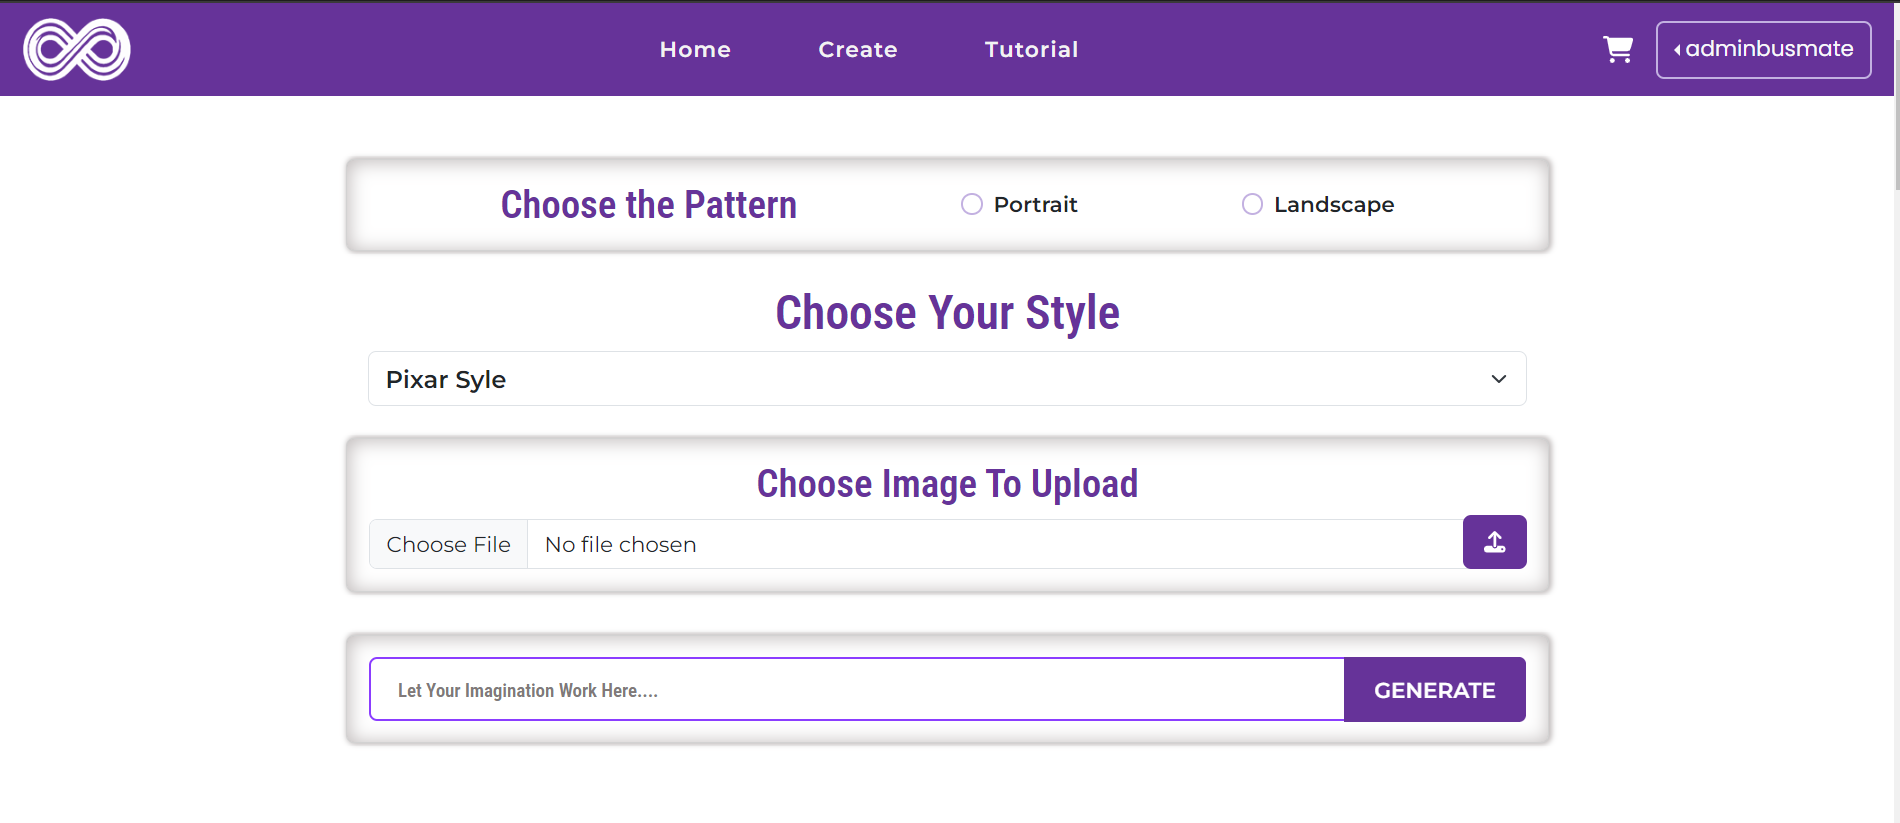 Home Create Tutorial adminbusmate
Choose the Pattern Portrait Landscape
Choose Your Style
Pixar Syle
Choose Image To Upload
Choose File No file chosen
Let Your Imagination Work Here.... GENERATE